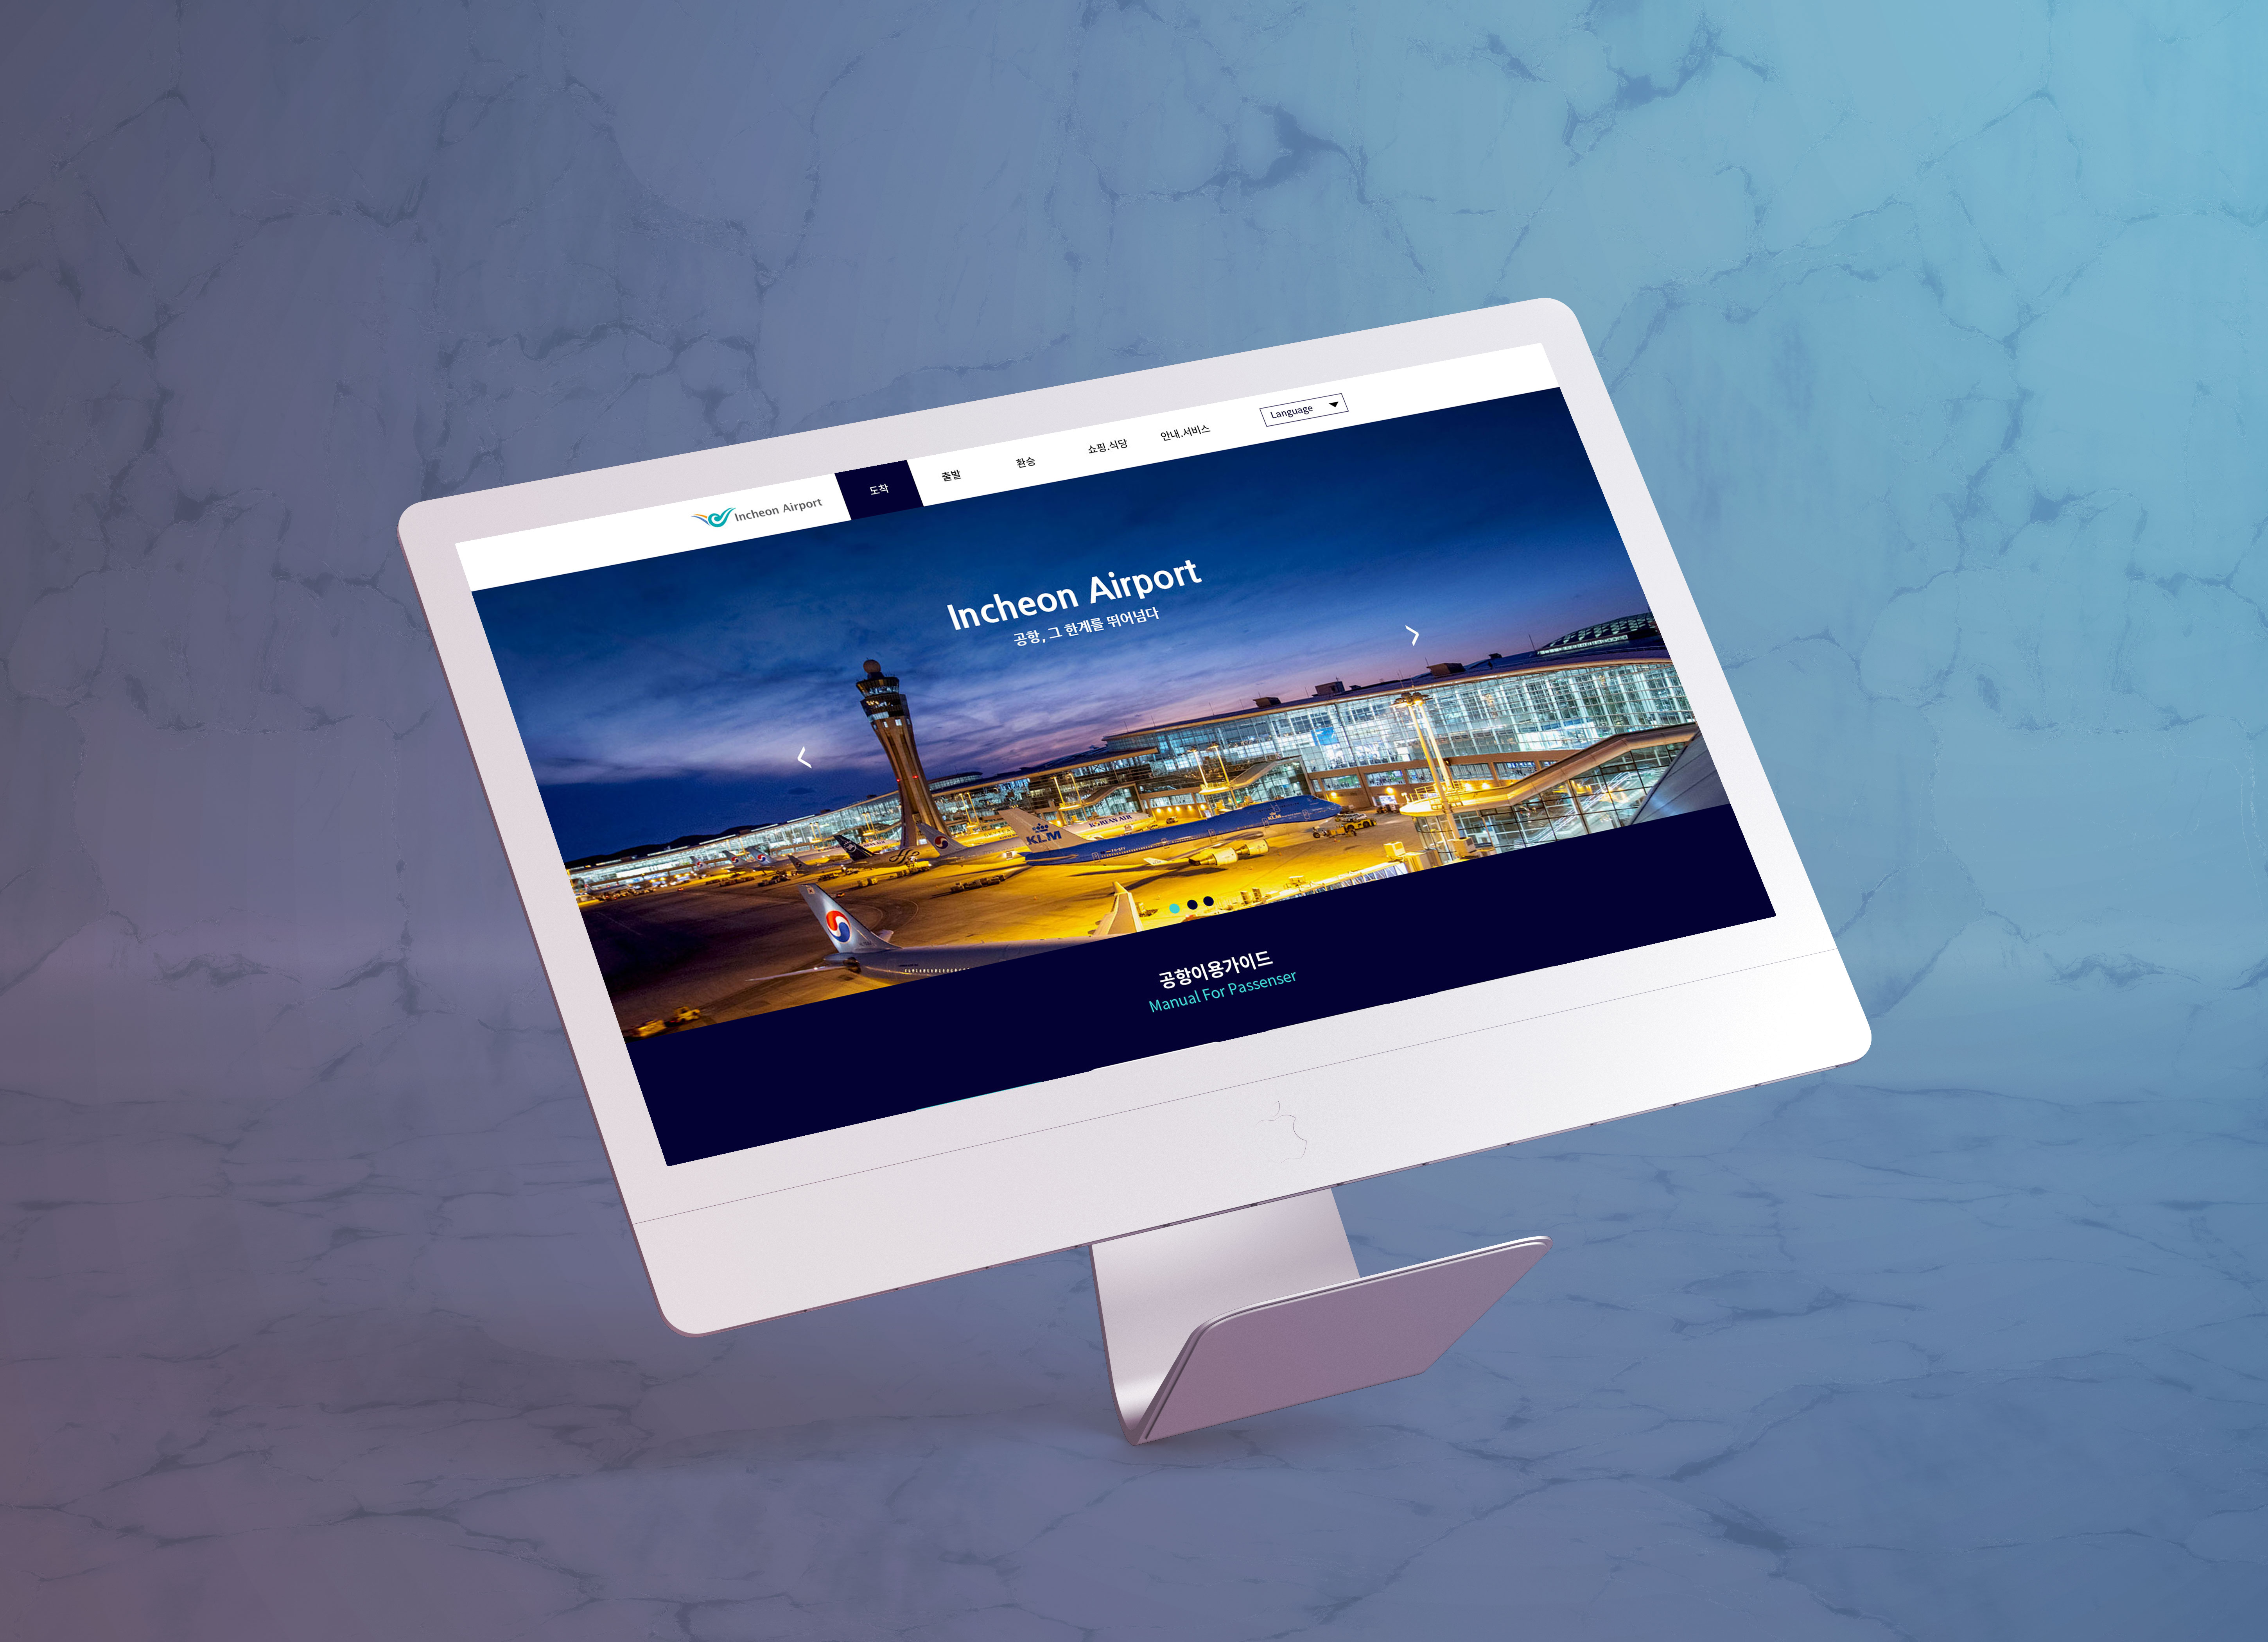 Incheon Airport
도착
출발
환승
쇼핑.식당
안내.서비스
Language
Incheon Airport
공항, 그 한계를 뛰어넘다
KLM
KOREAN AIR
KLM
공항이용가이드
Manual For Passenser